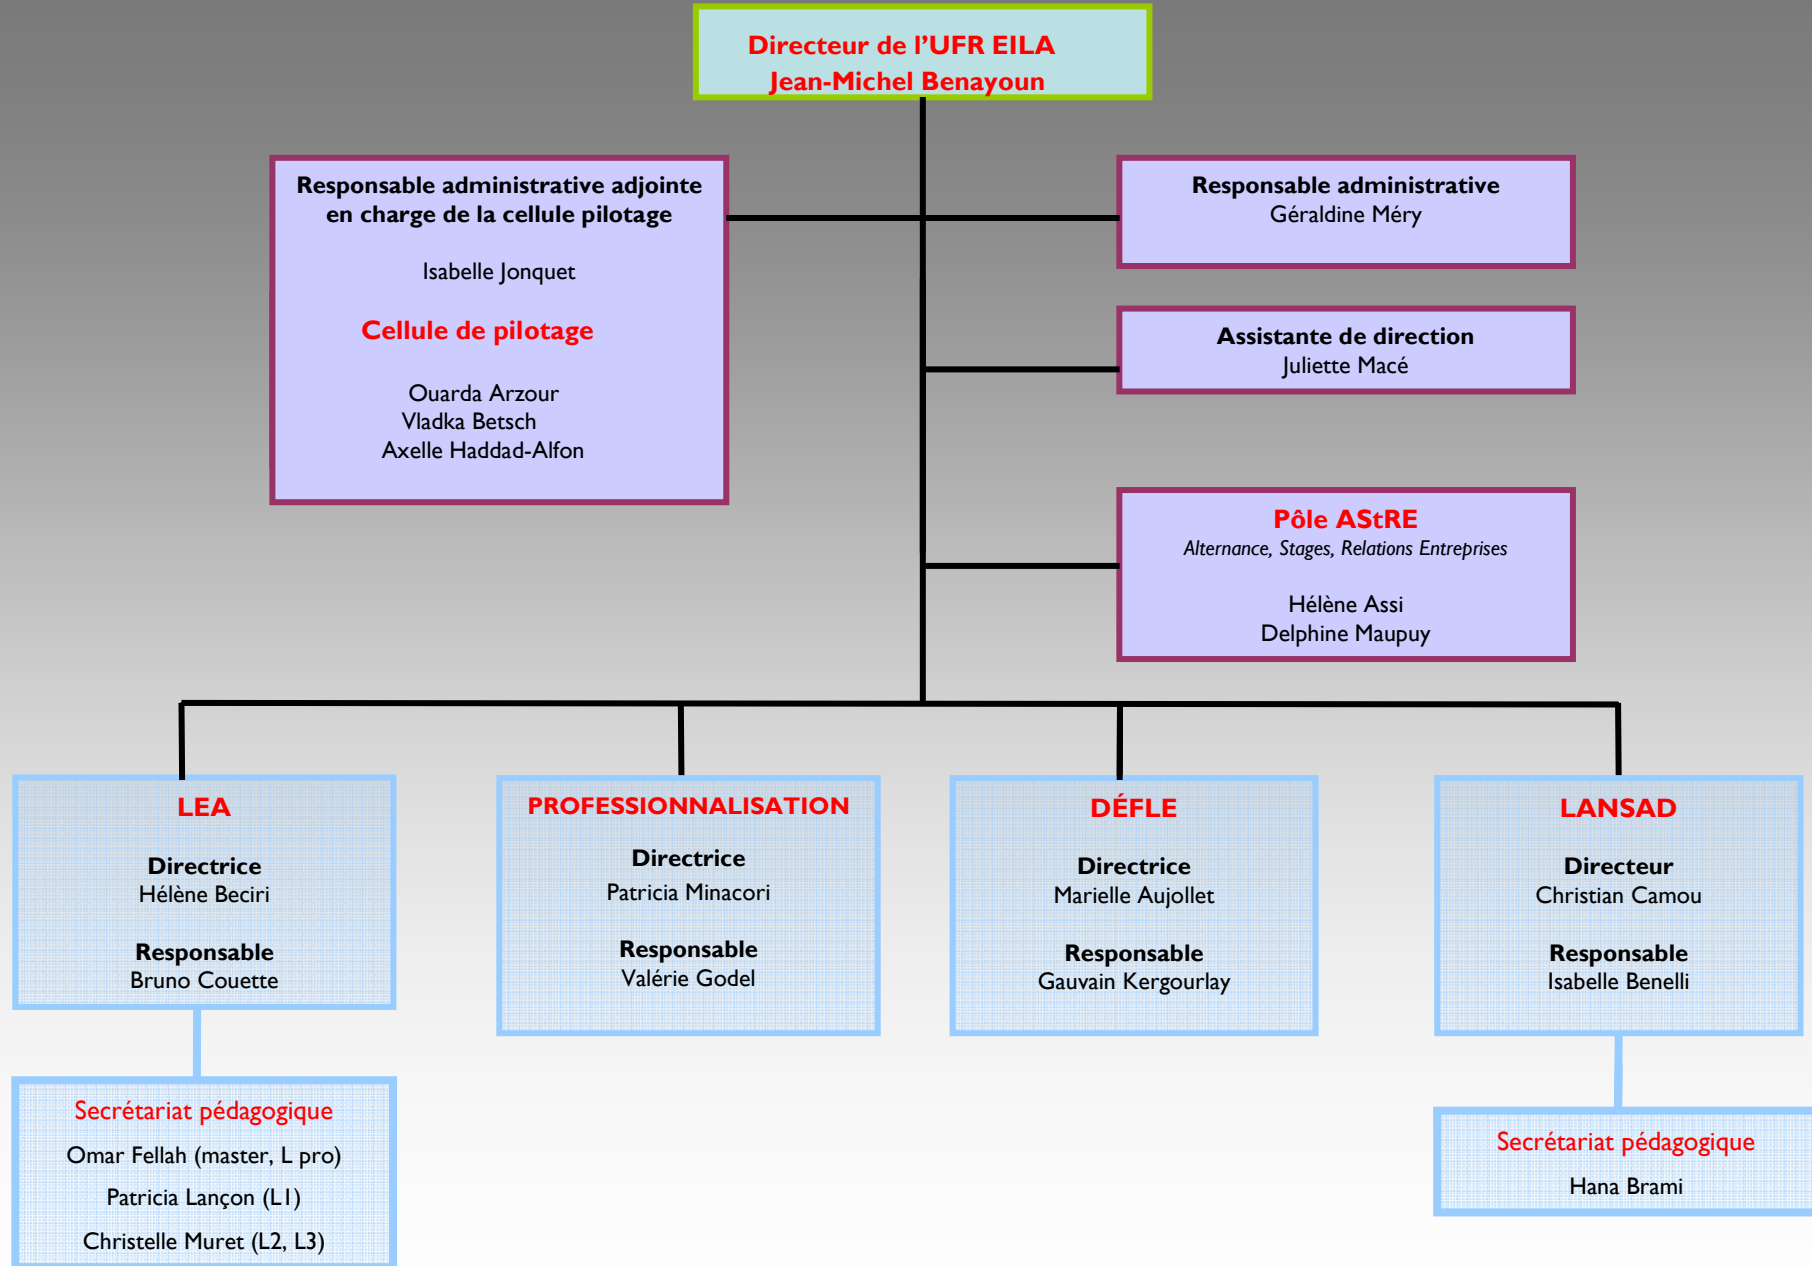 Directeur de l’UFR EILA
Jean-Michel Benayoun
Responsable administrative adjointe
en charge de la cellule pilotage
Isabelle Jonquet
Cellule de pilotage
Ouarda Arzour
Vladka Betsch
Axelle Haddad-Alfon
Responsable administrative
Géraldine Méry
Assistante de direction
Juliette Macé
Pôle AStRE
Alternance, Stages, Relations Entreprises
Hélène Assi
Delphine Maupuy
LEA
Directrice
Hélène Beciri
Responsable
Bruno Couette
Secrétariat pédagogique
Omar Fellah (master, L pro)
Patricia Lançon (L1)
Christelle Muret (L2, L3)
PROFESSIONNALISATION
Directrice
Patricia Minacori
Responsable
Valérie Godel
DÉFLE
Directrice
Marielle Aujollet
Responsable
Gauvain Kergourlay
LANSAD
Directeur
Christian Camou
Responsable
Isabelle Benelli
Secrétariat pédagogique
Hana Brami